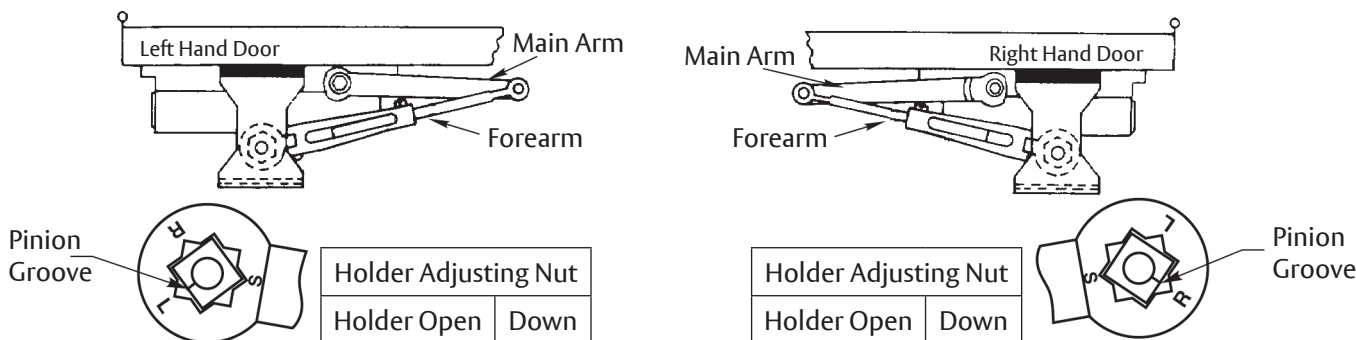 Left Hand Door
Main Arm
Forearm
Pinion
Groove
R
L
S
Holder Adjusting Nut
Holder Open Down
Right Hand Door
Main Arm
Forearm
Holder Adjusting Nut
Holder Open Down
S
L
R
Pinion
Groove